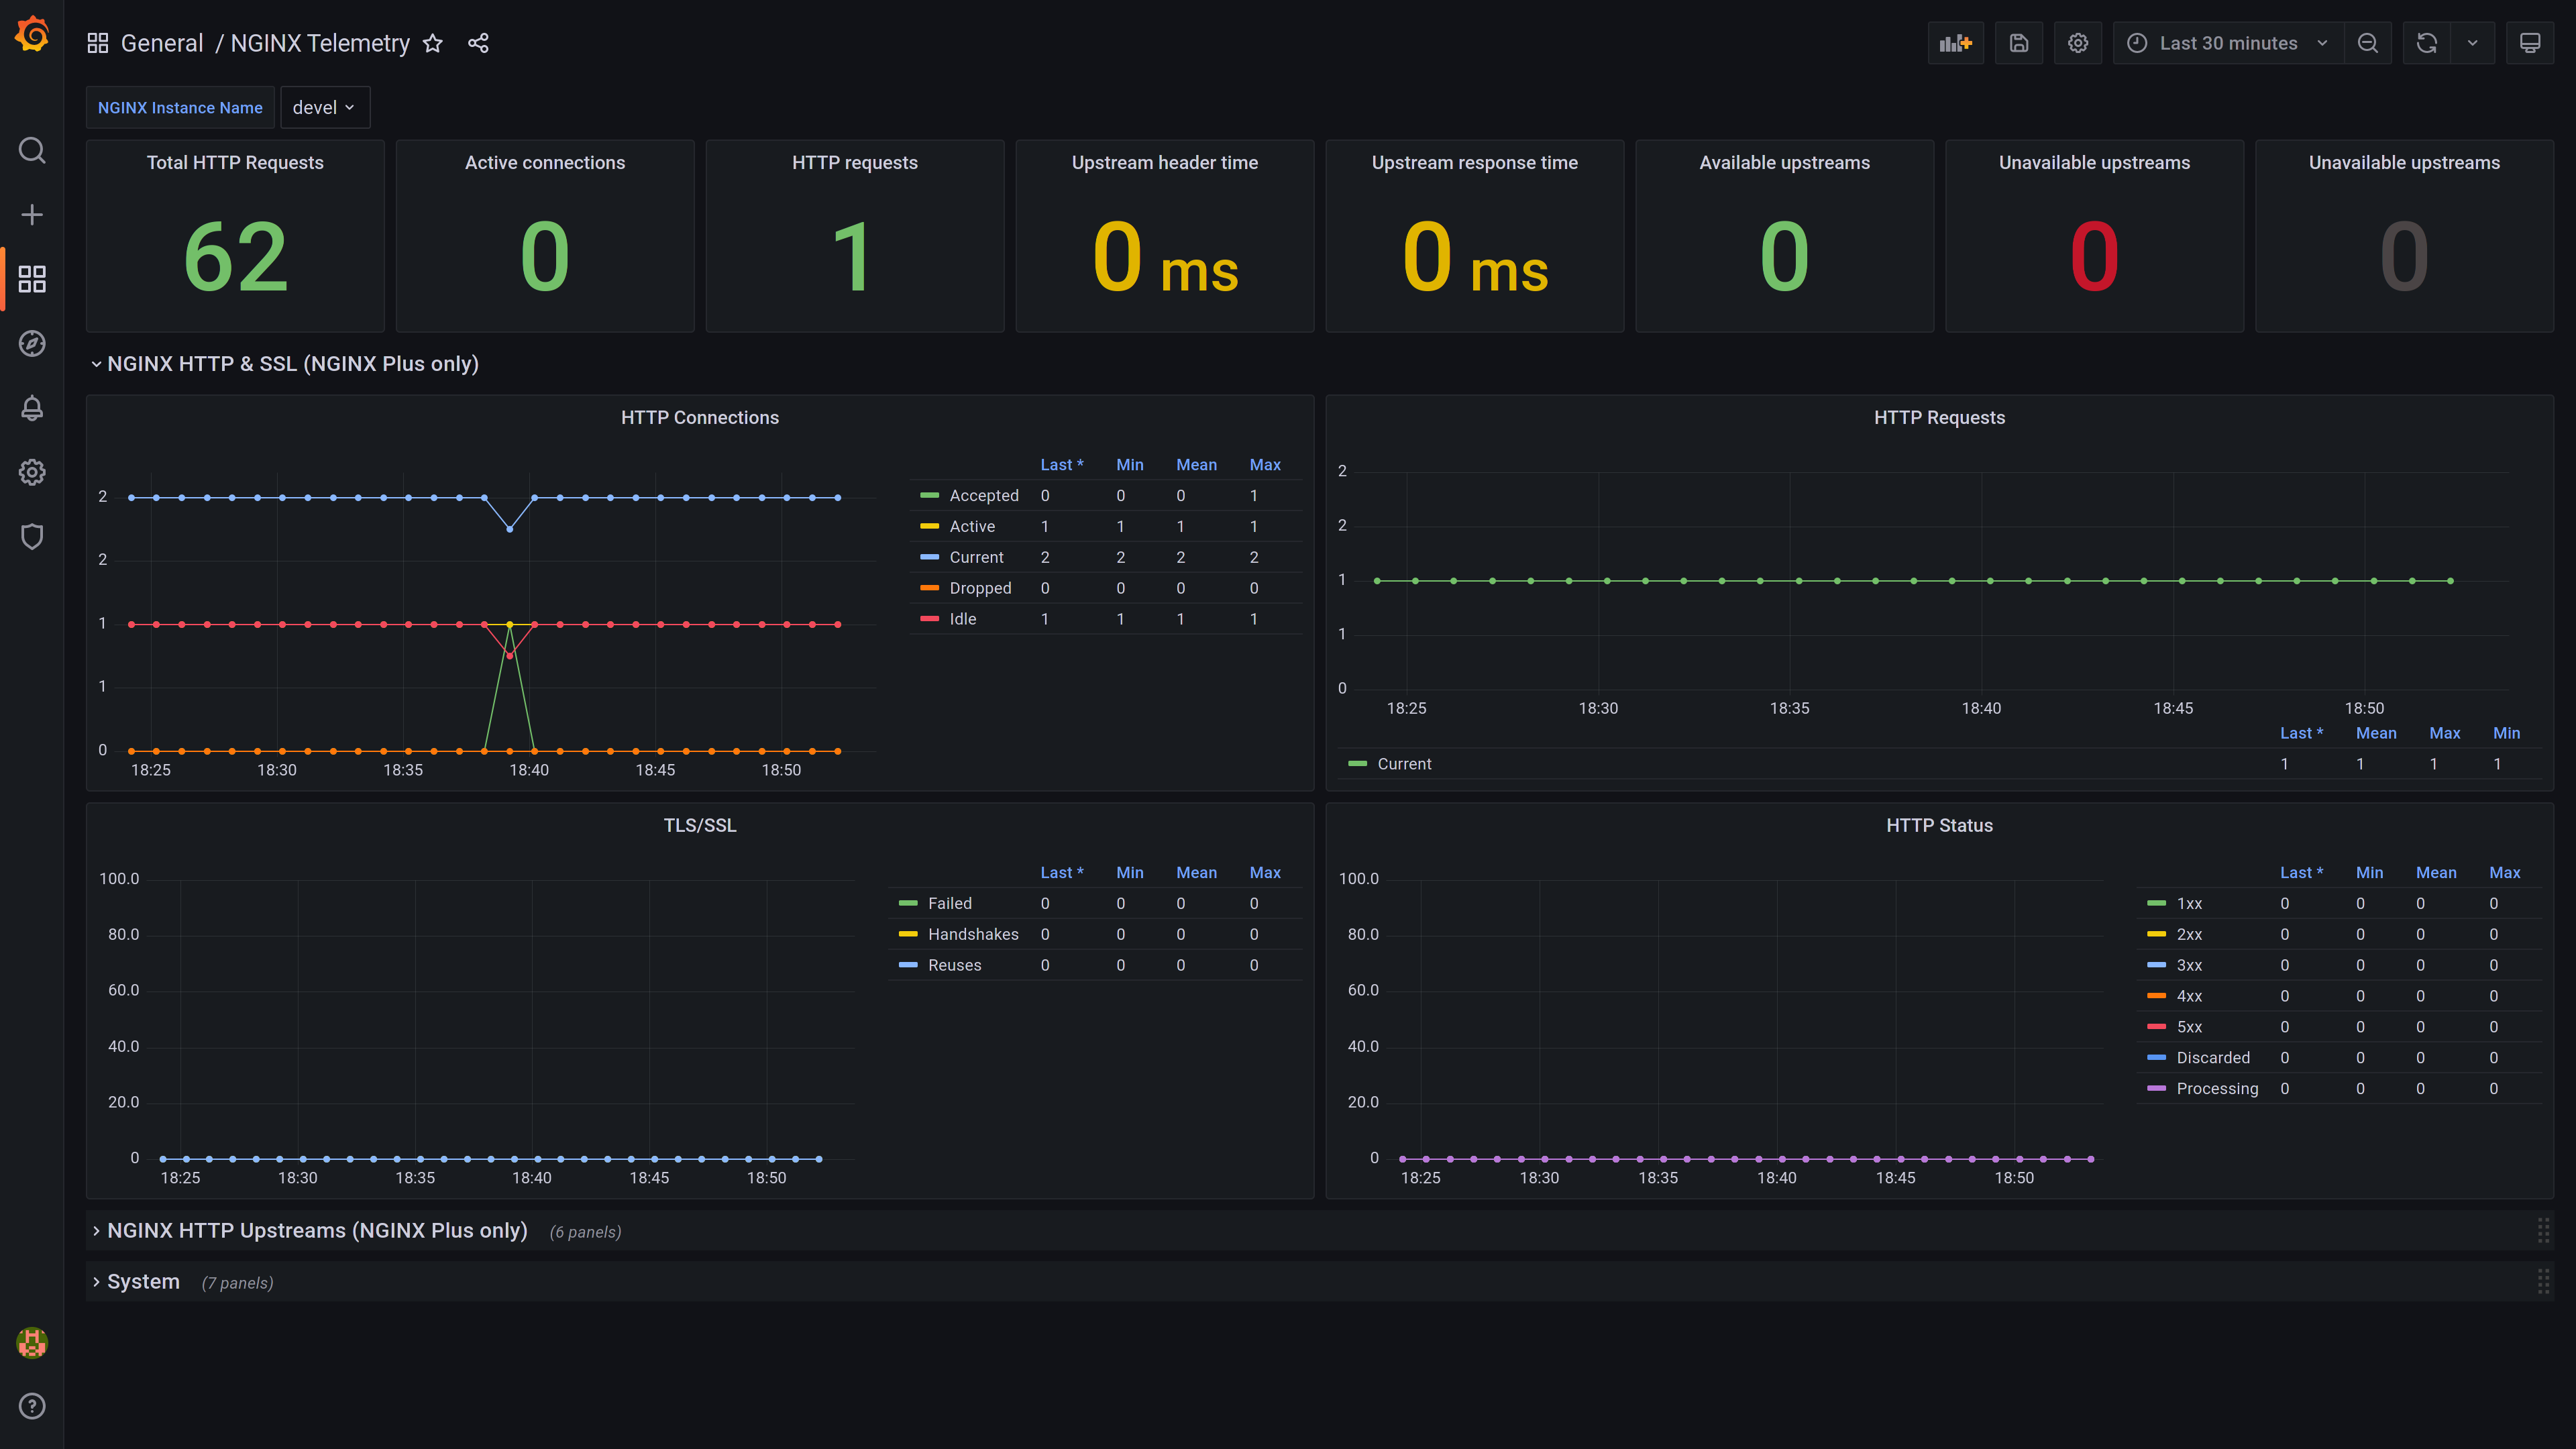 General / NGINX Telemetry
Last 30 minutes
NGINX Instance Name devel
Total HTTP Requests
62
Active connections
0
HTTP requests
1
Upstream header time
0 ms
Upstream response time
0 ms
Available upstreams
0
Unavailable upstreams
0
Unavailable upstreams
0
NGINX HTTP & SSL (NGINX Plus only)
HTTP Connections
2
2
1
1
0
18:25 18:30 18:35 18:40 18:45 18:50
Last * Min Mean Max
Accepted 0 0 0 1
Active 1 1 1 1
Current 2 2 2 2
Dropped 0 0 0 0
Idle 1 1 1 1
HTTP Requests
2
2
1
1
0
18:25 18:30 18:35 18:40 18:45 18:50
Last * Mean Max Min
Current 1 1 1 1
TLS/SSL
100.0
80.0
60.0
40.0
20.0
0
18:25 18:30 18:35 18:40 18:45 18:50
Last * Min Mean Max
Failed 0 0 0 0
Handshakes 0 0 0 0
Reuses 0 0 0 0
HTTP Status
100.0
80.0
60.0
40.0
20.0
0
18:25 18:30 18:35 18:40 18:45 18:50
Last * Min Mean Max
1xx 0 0 0 0
2xx 0 0 0 0
3xx 0 0 0 0
4xx 0 0 0 0
5xx 0 0 0 0
Discarded 0 0 0 0
Processing 0 0 0 0
NGINX HTTP Upstreams (NGINX Plus only) (6 panels)
System (7 panels)